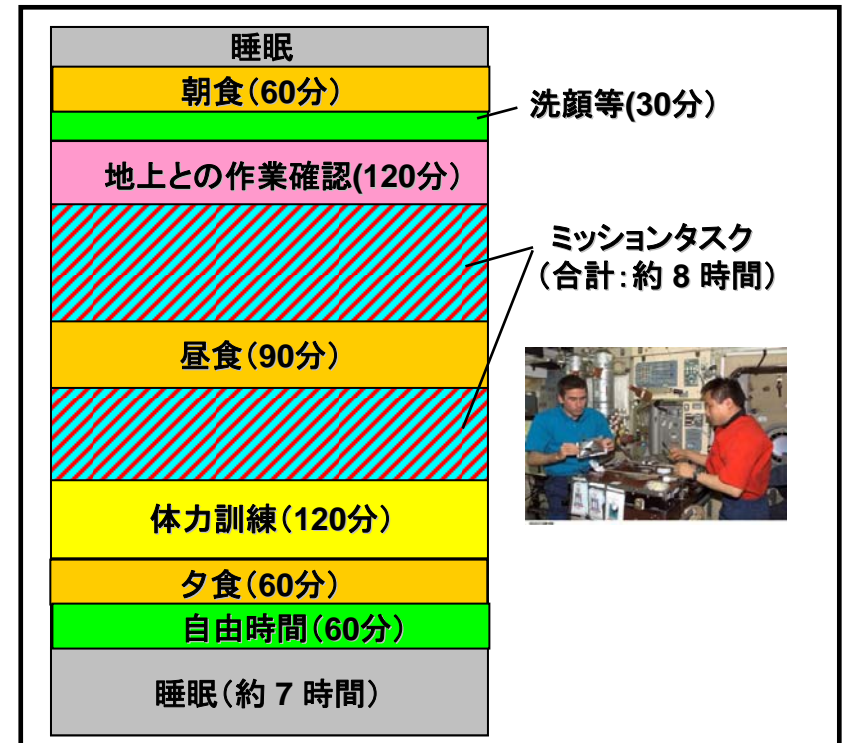 睡眠
朝食（60分）
洗顔等(30分）
地上との作業確認(120分）
ミッションタスク
（合計：約 8 時間）
昼食（90分）
体力訓練（120分）
夕食（60分）
自由時間（60分）
睡眠（約 7 時間）